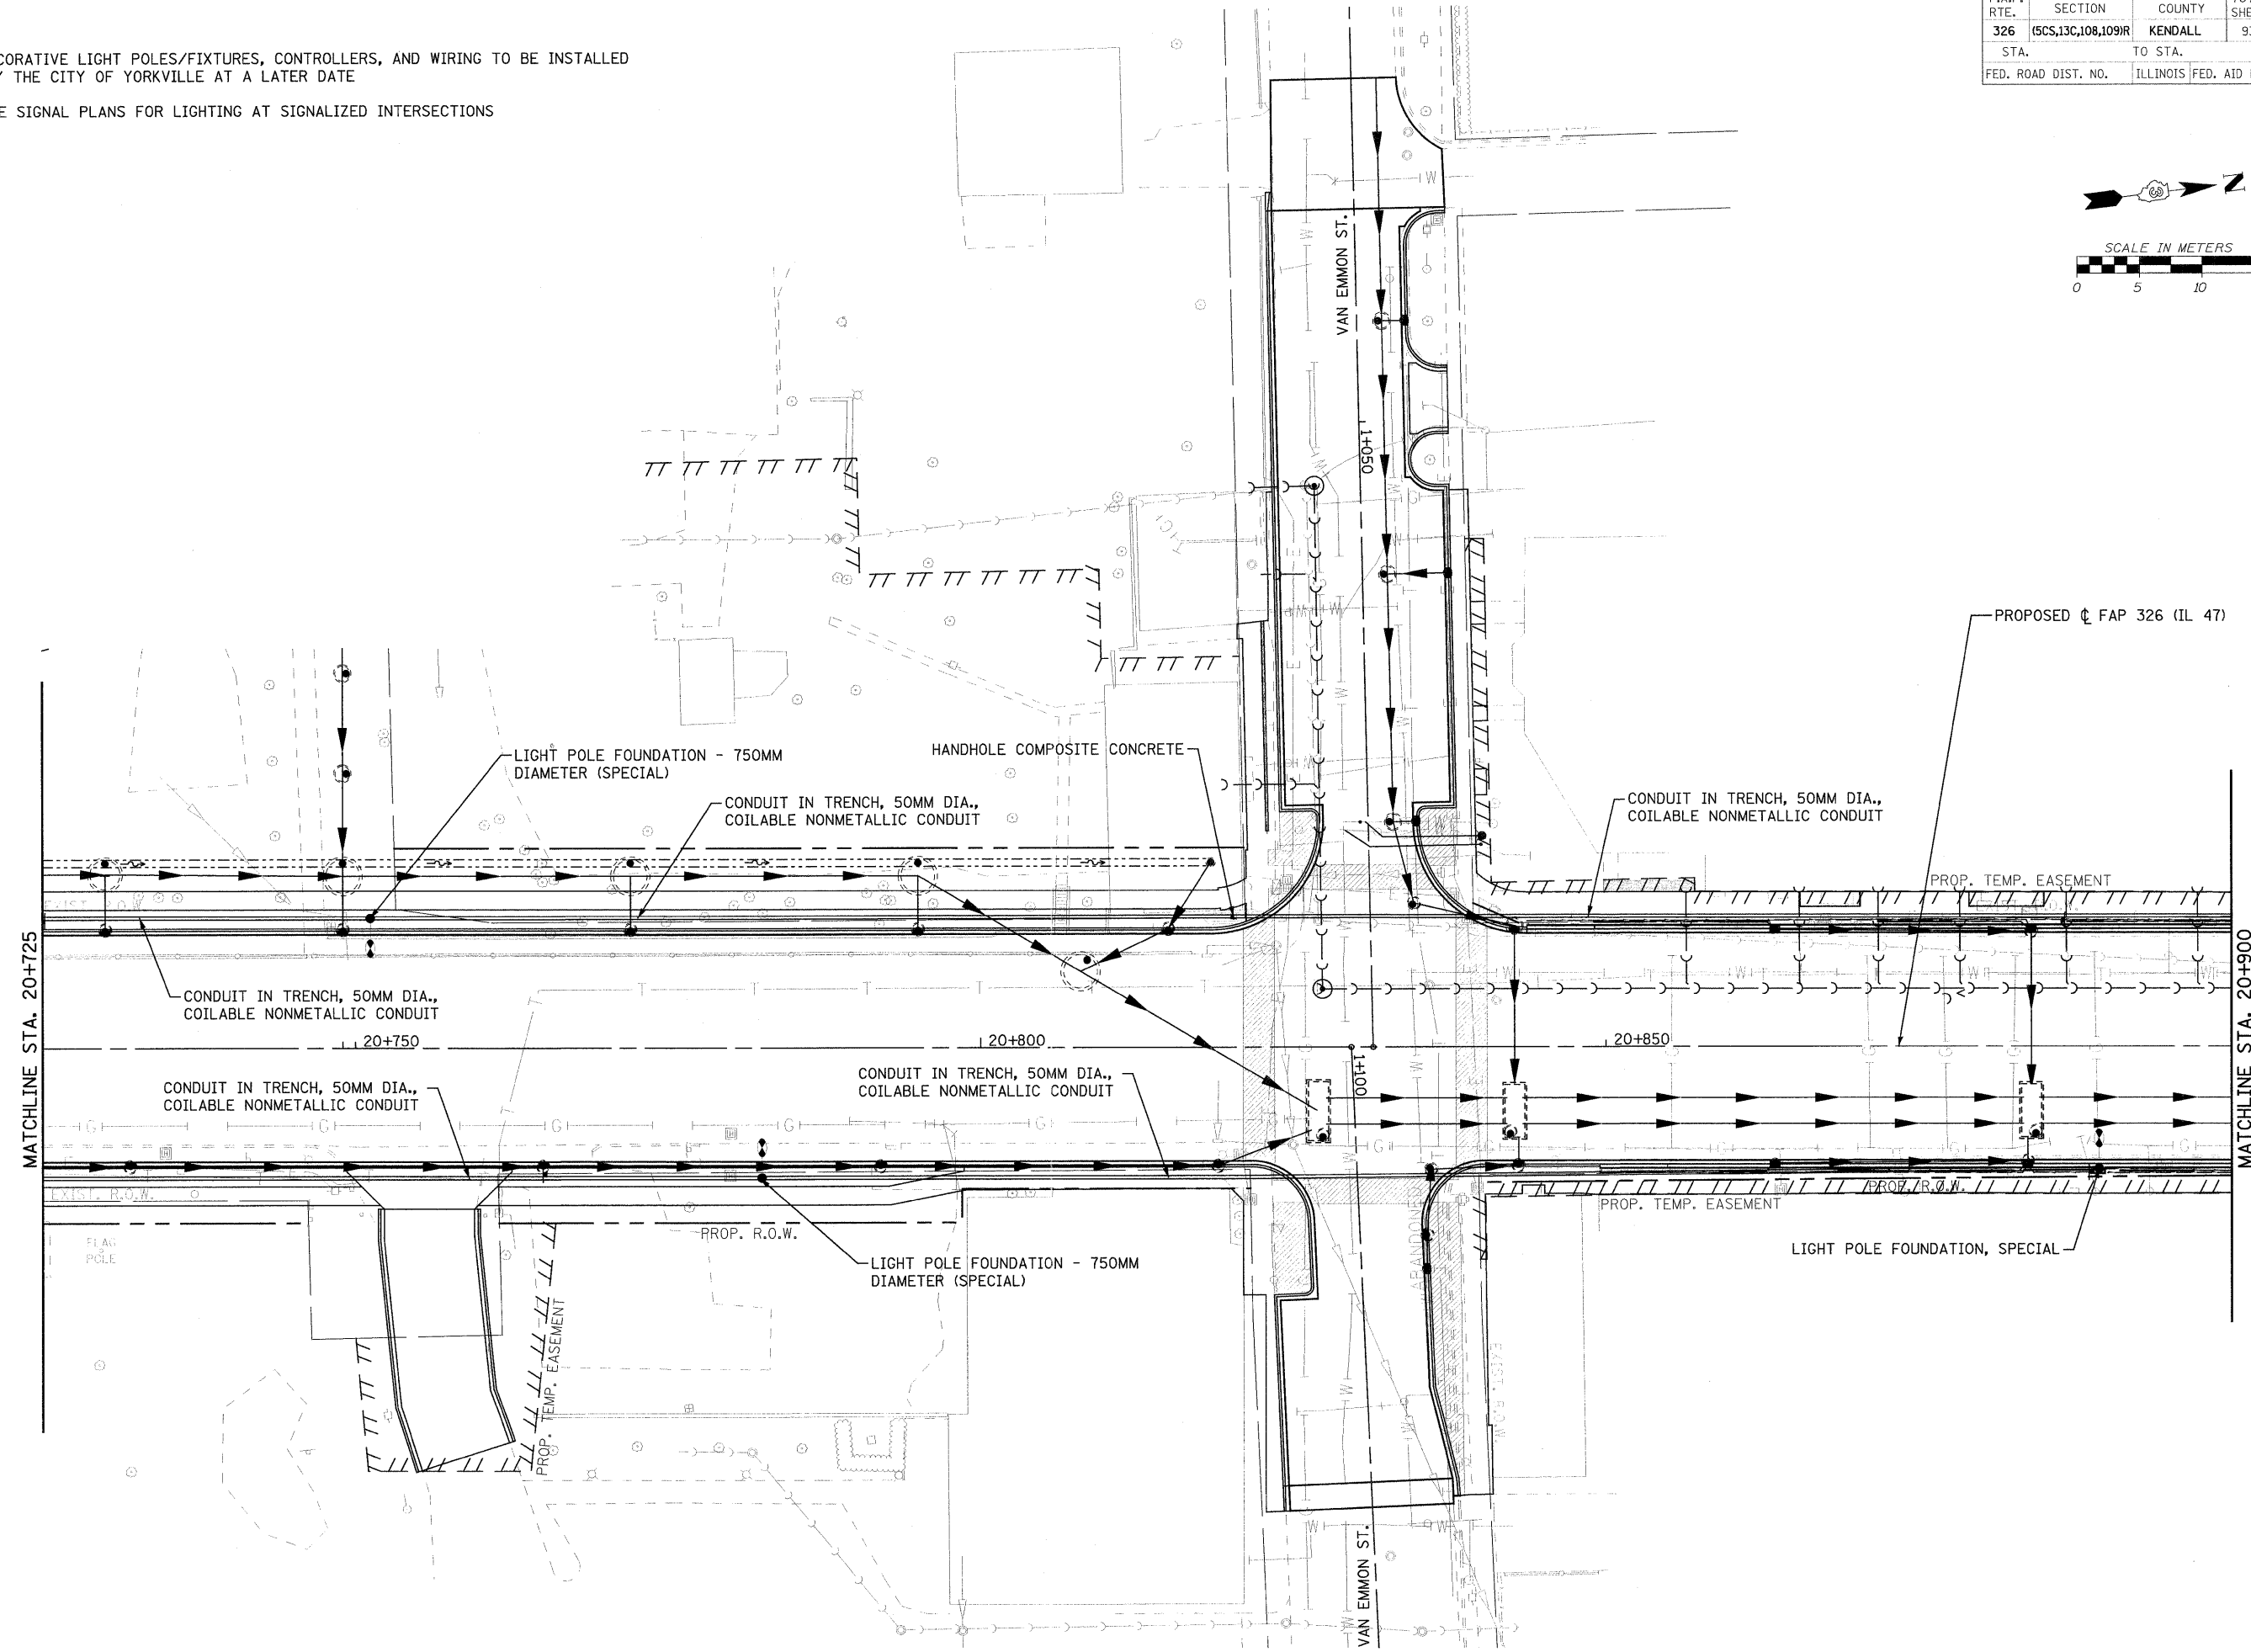 CORATIVE LIGHT POLES/FIXTURES, CONTROLLERS, AND WIRING TO BE INSTALLED
THE CITY OF YORKVILLE AT A LATER DATE
E SIGNAL PLANS FOR LIGHTING AT SIGNALIZED INTERSECTIONS
RTE. SECTION COUNTY SHE
326 (5CS,13C,108,109)R KENDALL 9
STA. TO STA.
FED. ROAD DIST. NO. ILLINOIS FED. AID
N
SCALE IN METERS
0 5 10
VAN EMMON ST.
1+050
PROPOSED ℄ FAP 326 (IL 47)
LIGHT POLE FOUNDATION - 750MM
DIAMETER (SPECIAL)
HANDHOLE COMPOSITE CONCRETE
CONDUIT IN TRENCH, 50MM DIA.,
COILABLE NONMETALLIC CONDUIT
CONDUIT IN TRENCH, 50MM DIA.,
COILABLE NONMETALLIC CONDUIT
PROP. TEMP. EASEMENT
EXIST. R.O.W.
MATCHLINE STA. 20+725
CONDUIT IN TRENCH, 50MM DIA.,
COILABLE NONMETALLIC CONDUIT
MATCHLINE STA. 20+900
20+750
20+800
20+850
1+100
CONDUIT IN TRENCH, 50MM DIA.,
COILABLE NONMETALLIC CONDUIT
CONDUIT IN TRENCH, 50MM DIA.,
COILABLE NONMETALLIC CONDUIT
EXIST. R.O.W.
PROP. R.O.W.
PROP. TEMP. EASEMENT
PROP. R.O.W.
FLAG
POLE
LIGHT POLE FOUNDATION - 750MM
DIAMETER (SPECIAL)
LIGHT POLE FOUNDATION, SPECIAL
ABANDONED
PROP. TEMP. EASEMENT
EXIST. R.O.W.
VAN EMMON ST.